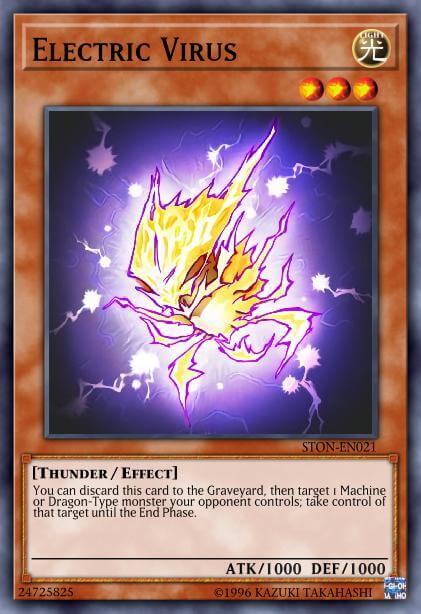 Electric Virus
LIGHT
光
STON-EN021
[Thunder / Effect]
You can discard this card to the Graveyard, then target 1 Machine
or Dragon-Type monster your opponent controls; take control of
that target until the End Phase.
ATK/1000 DEF/1000
24725825
©1996 KAZUKI TAKAHASHI